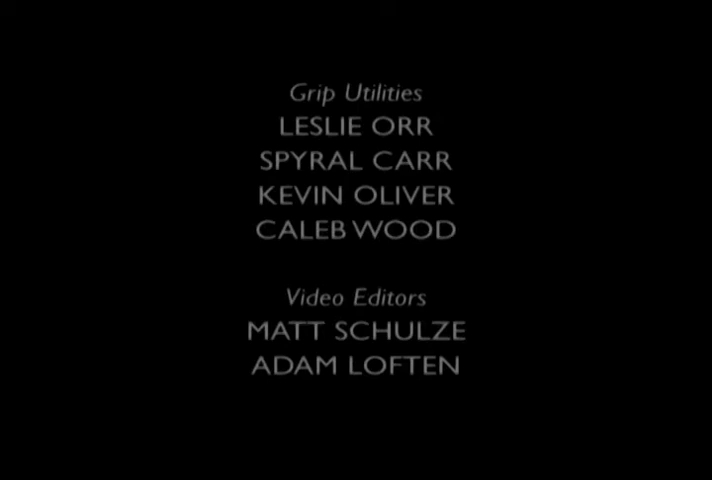 Grip Utilities
LESLIE ORR
SPYRAL CARR
KEVIN OLIVER
CALEB WOOD
Video Editors
MATT SCHULZE
ADAM LOFTEN